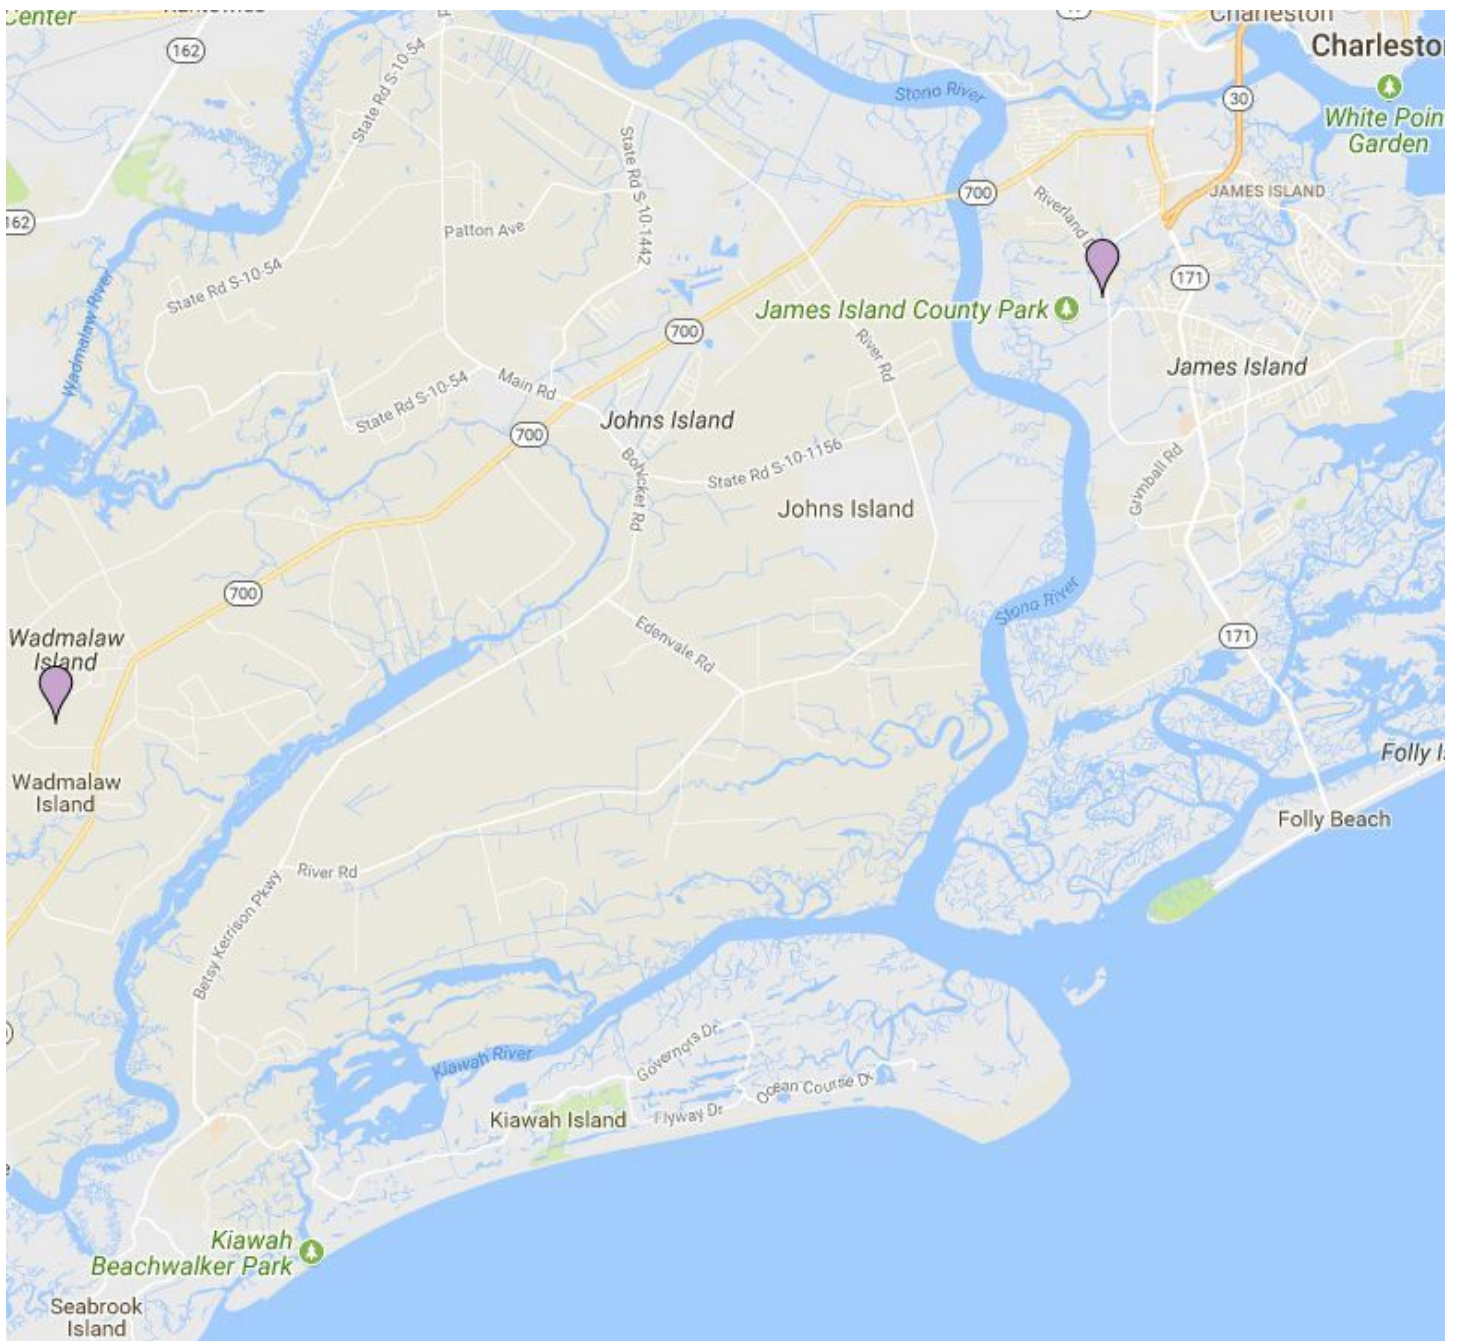 Center
162
State Rd S-10-54
Stono River
Charleston
Charlesto
30
White Poin
Garden
162
State Rd S-10-1442
700
Riverland
JAMES ISLAND
Patton Ave
Wadmalaw River
State Rd S-10-54
171
James Island County Park
700
River Rd
James Island
Main Rd
State Rd S-10-54
Johns Island
700
Bohicket Rd
State Rd S-10-1156
Grimball Rd
Johns Island
700
Stono River
Wadmalaw
Island
Edenvale Rd
171
Folly Is
Wadmalaw
Island
Folly Beach
River Rd
Betsy Kerrison Pkwy
Kiawah River
Governors Dr
Ocean Course Dr
Kiawah Island
Flyway Dr
Kiawah
Beachwalker Park
Seabrook
Island